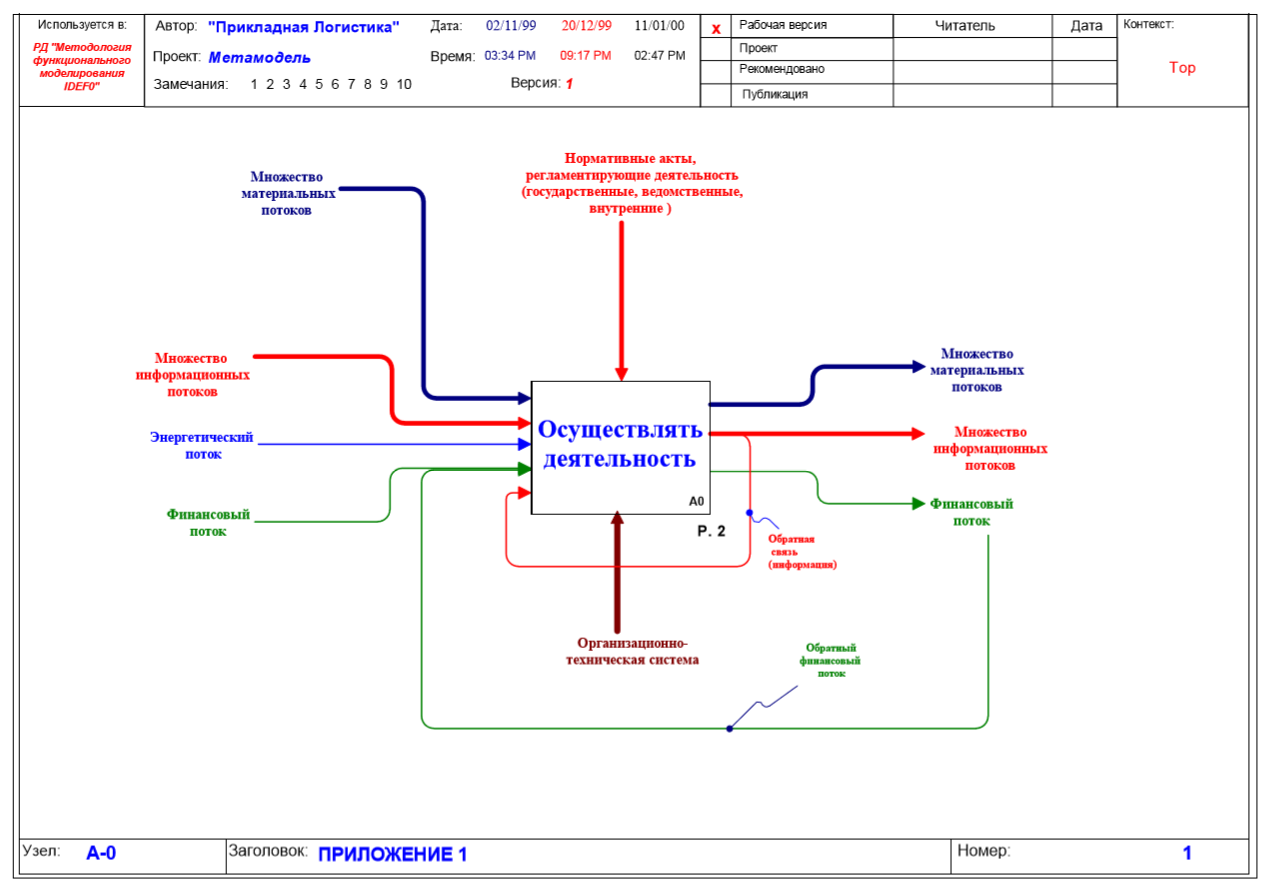 Используется в:
РД "Методология
функционального
моделирования
IDEF0"
Автор: "Прикладная Логистика"
Дата: 02/11/99 20/12/99 11/01/00
Проект: Метамодель
Время: 03:34 PM 09:17 PM 02:47 PM
Замечания: 1 2 3 4 5 6 7 8 9 10
Версия: 1
x Рабочая версия
Проект
Рекомендовано
Публикация
Читатель
Дата
Контекст:
Top
Множество
материальных
потоков
Нормативные акты,
регламентирующие деятельность
(государственные, ведомственные,
внутренние )
Множество
информационных
потоков
Энергетический
поток
Финансовый
поток
Осуществлять
деятельность
A0
P. 2
Множество
материальных
потоков
Множество
информационных
потоков
Финансовый
поток
Обратная
связь
(информация)
Организационно-
техническая система
Обратный
финансовый
поток
Узел: A-0
Заголовок: ПРИЛОЖЕНИЕ 1
Номер: 1